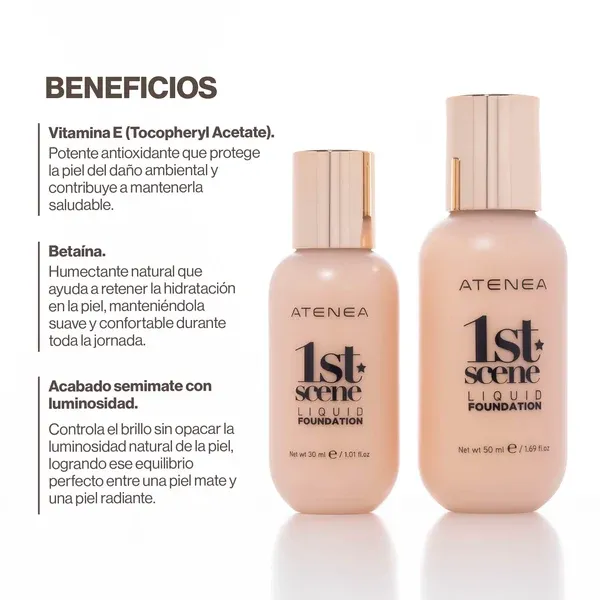 BENEFICIOS
Vitamina E (Tocopheryl Acetate).
Potente antioxidante que protege
la piel del daño ambiental y
contribuye a mantenerla
saludable.
Betaína.
Humectante natural que
ayuda a retener la hidratación
en la piel, manteniéndola
suave y confortable durante
toda la jornada.
Acabado semimate con
luminosidad.
Controla el brillo sin opacar la
luminosidad natural de la piel,
logrando ese equilibrio
perfecto entre una piel mate y
una piel radiante.
ATENEA
1st
scene
LIQUID
FOUNDATION
Net wt 30 ml e / 1.01 fl.oz
ATENEA
1st
scene
LIQUID
FOUNDATION
Net wt 50 ml e / 1.69 fl.oz